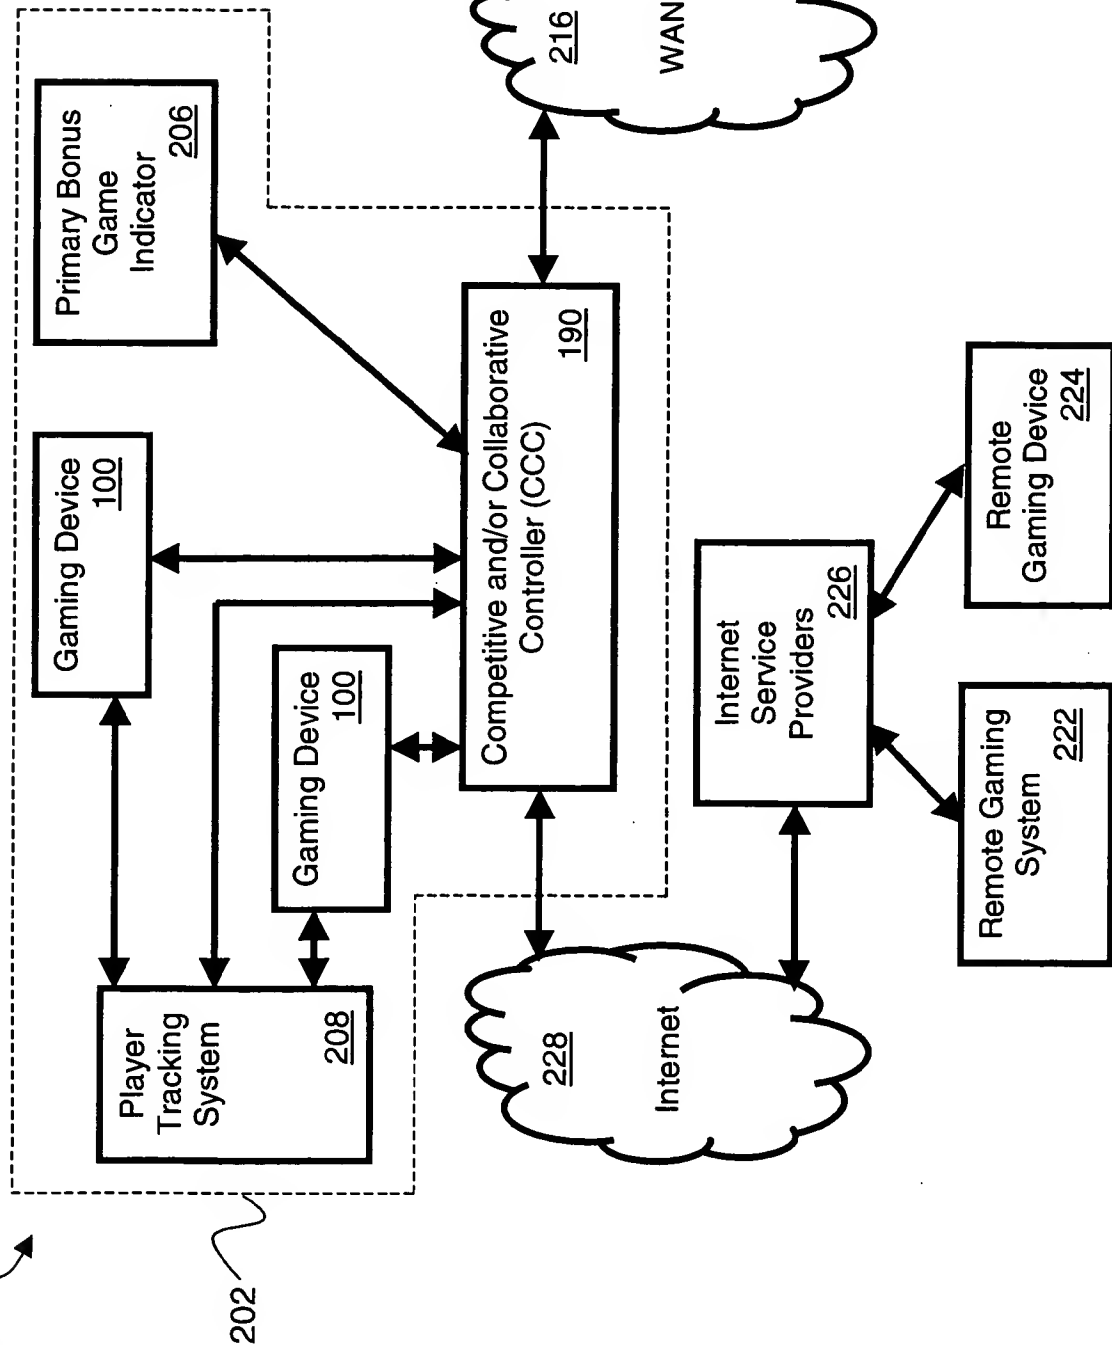 202
Player
Tracking
System
208
Gaming Device
100
Gaming Device
100
Primary Bonus
Game
Indicator
206
Competitive and/or Collaborative
Controller (CCC)
190
228
Internet
216
WAN
Internet
Service
Providers
226
Remote Gaming
System
222
Remote
Gaming Device
224